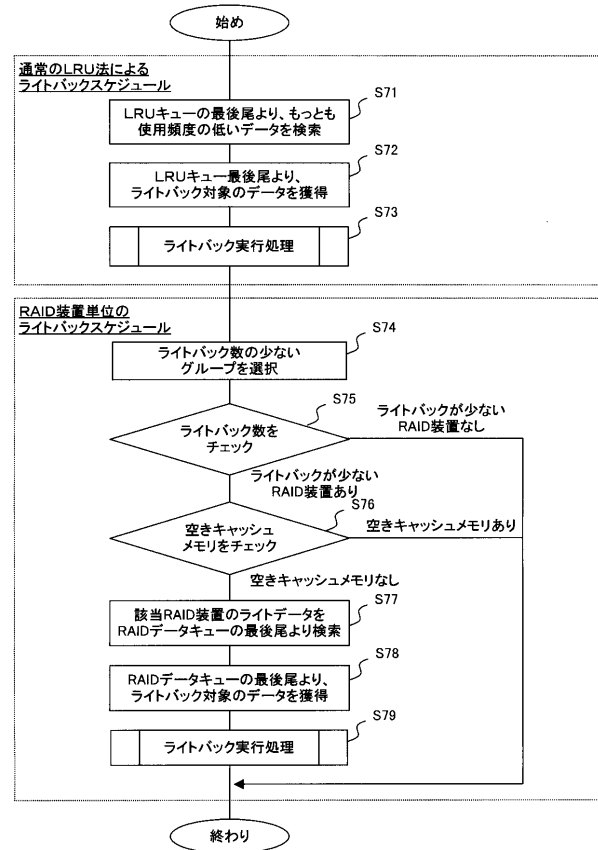 始め
通常のLRU法による
ライトバックスケジュール
S71
LRUキューの最後尾より、もっとも
使用頻度の低いデータを検索
S72
LRUキュー最後尾より、
ライトバック対象のデータを獲得
S73
ライトバック実行処理
RAID装置単位の
ライトバックスケジュール
S74
ライトバック数の少ない
グループを選択
S75
ライトバック数を
チェック
ライトバックが少ない
RAID装置なし
ライトバックが少ない
RAID装置あり
S76
空きキャッシュ
メモリをチェック
空きキャッシュメモリあり
空きキャッシュメモリなし
S77
該当RAID装置のライトデータを
RAIDデータキューの最後尾より検索
S78
RAIDデータキューの最後尾より、
ライトバック対象のデータを獲得
S79
ライトバック実行処理
終わり